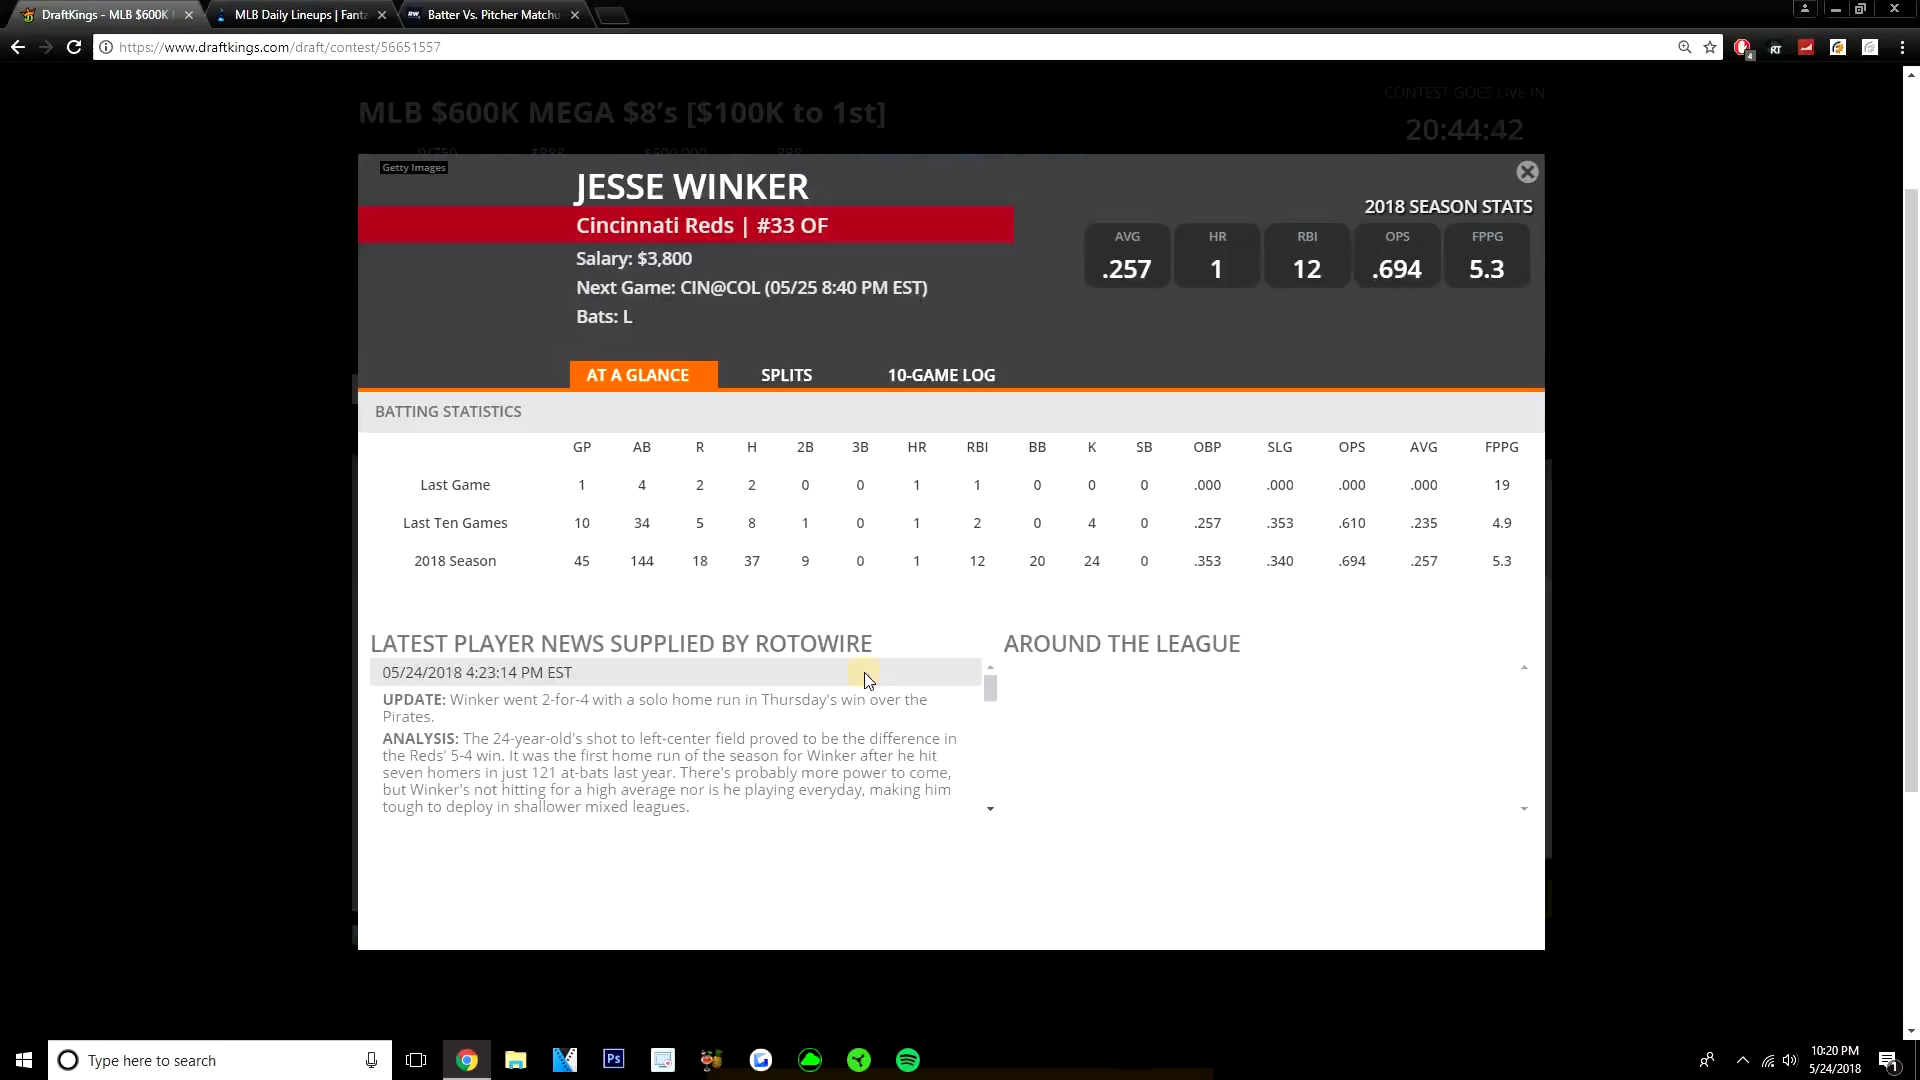 DraftKings - MLB $600K
MLB Daily Lineups | Fanta
Batter Vs. Pitcher Matchu
https://www.draftkings.com/draft/contest/56651557
MLB $600K MEGA $8's [$100K to 1st]
CONTEST GOES LIVE IN
20:44:42
Getty Images
JESSE WINKER
Cincinnati Reds | #33 OF
Salary: $3,800
Next Game: CIN@COL (05/25 8:40 PM EST)
Bats: L
2018 SEASON STATS
AVG HR RBI OPS FPPG
.257 1 12 .694 5.3
AT A GLANCE SPLITS 10-GAME LOG
BATTING STATISTICS
GP AB R H 2B 3B HR RBI BB K SB OBP SLG OPS AVG FPPG
Last Game 1 4 2 2 0 0 1 1 0 0 0 .000 .000 .000 .000 19
Last Ten Games 10 34 5 8 1 0 1 2 0 4 0 .257 .353 .610 .235 4.9
2018 Season 45 144 18 37 9 0 1 12 20 24 0 .353 .340 .694 .257 5.3
LATEST PLAYER NEWS SUPPLIED BY ROTOWIRE
05/24/2018 4:23:14 PM EST
UPDATE: Winker went 2-for-4 with a solo home run in Thursday's win over the
Pirates.
ANALYSIS: The 24-year-old's shot to left-center field proved to be the difference in
the Reds' 5-4 win. It was the first home run of the season for Winker after he hit
seven homers in just 121 at-bats last year. There's probably more power to come,
but Winker's not hitting for a high average nor is he playing everyday, making him
tough to deploy in shallower mixed leagues.
AROUND THE LEAGUE
Type here to search
Ps
10:20 PM
5/24/2018